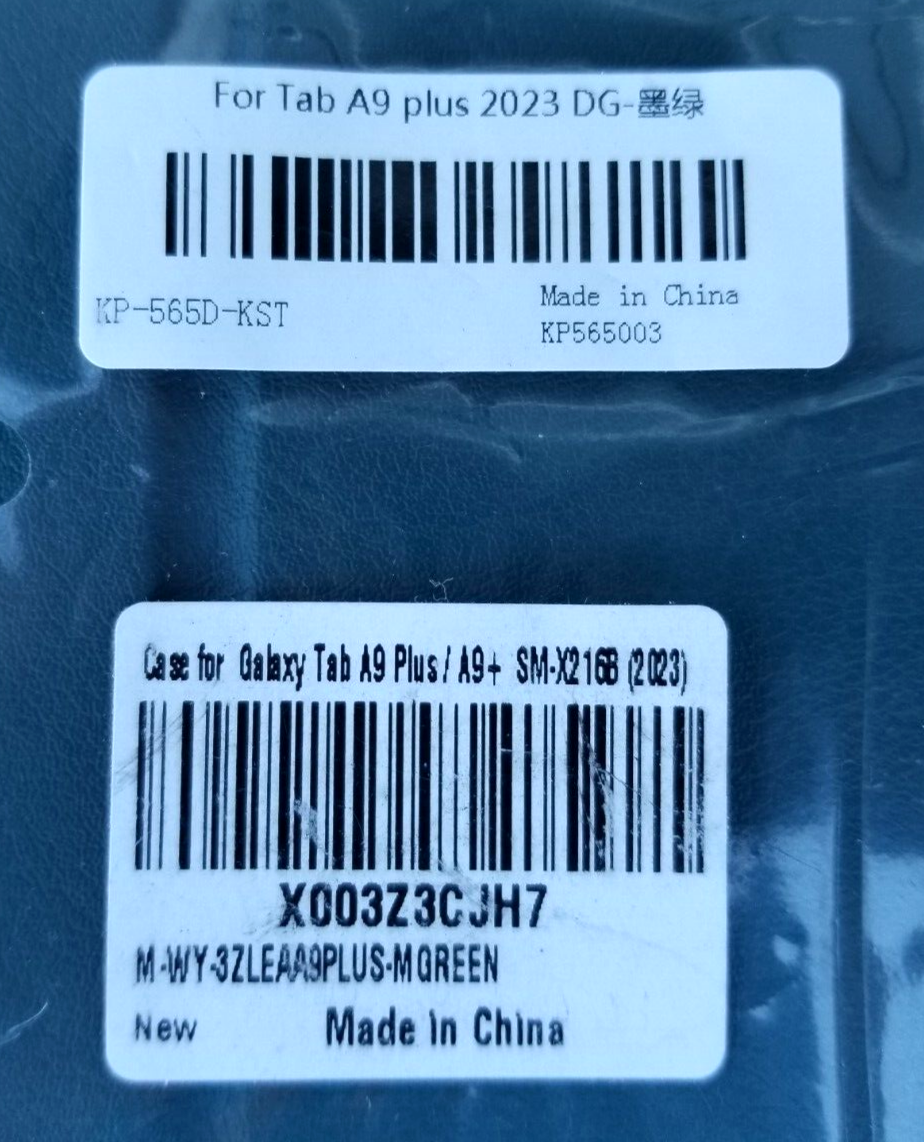 For Tab A9 plus 2023 DG-墨绿
KP-565D-KST
Made in China
KP565003
Case for Galaxy Tab A9 Plus / A9+ SM-X216B (2023)
X003Z3CJH7
M-WY-3ZLEAA9PLUS-MGREEN
New
Made in China